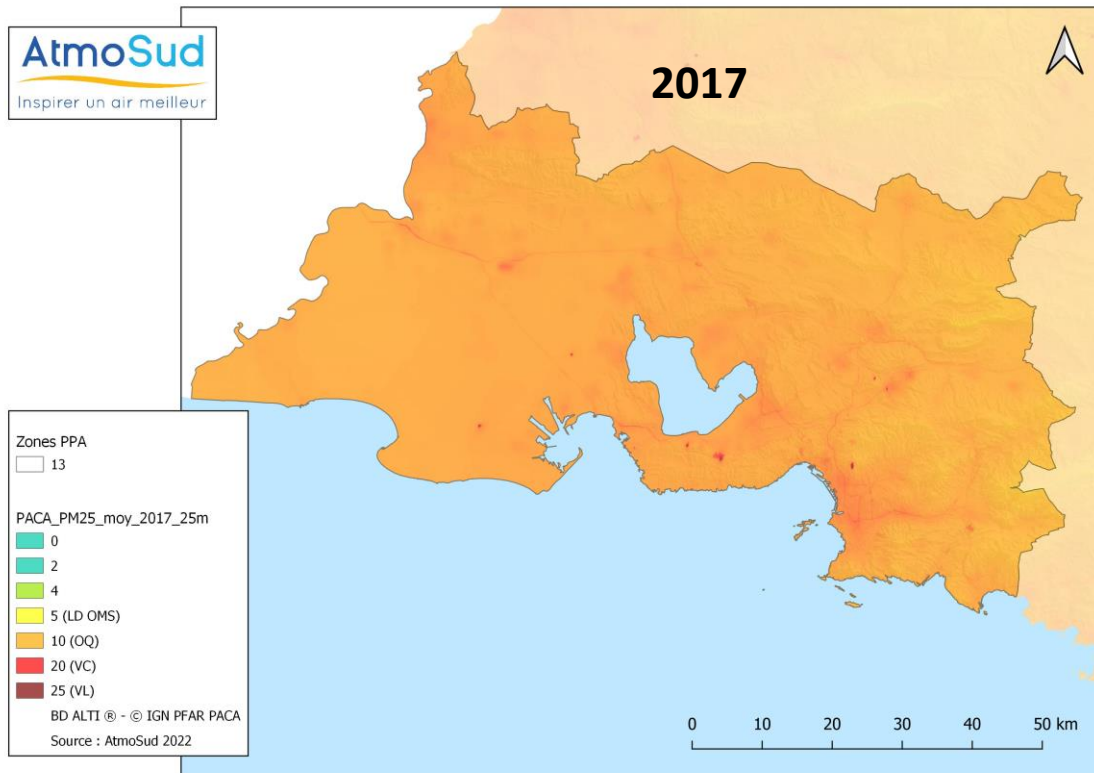 AtmoSud
Inspirer un air meilleur
2017
Zones PPA
13
PACA_PM25_moy_2017_25m
0
2
4
5 (LD OMS)
10 (OQ)
20 (VC)
25 (VL)
BD ALTI ® - © IGN PFAR PACA
Source : AtmoSud 2022
0 10 20 30 40 50 km